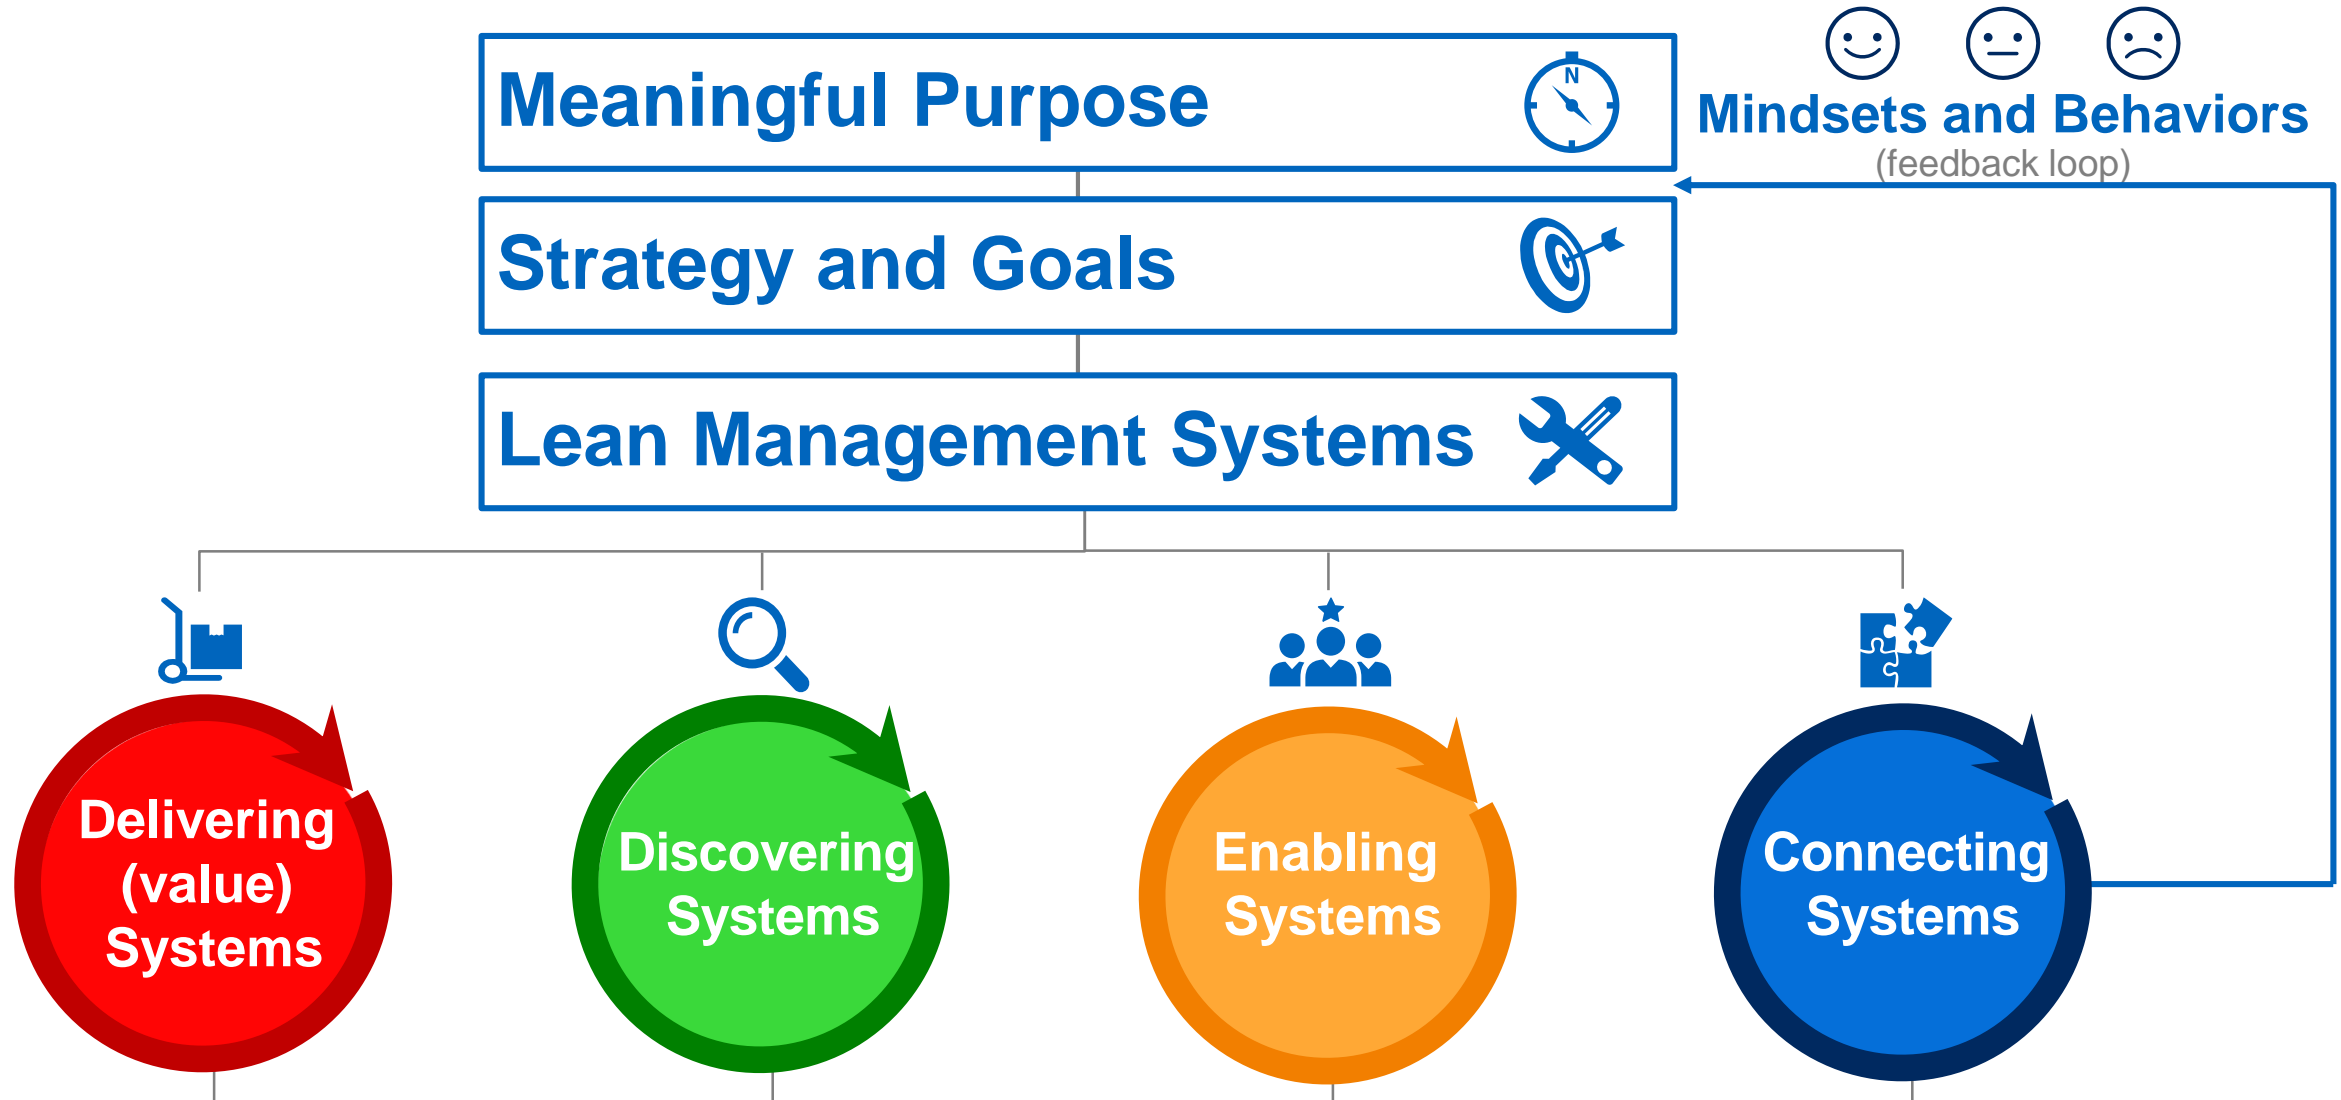 Meaningful Purpose
N
Mindsets and Behaviors
(feedback loop)
Strategy and Goals
Lean Management Systems
Delivering
(value)
Systems
Discovering
Systems
Enabling
Systems
Connecting
Systems